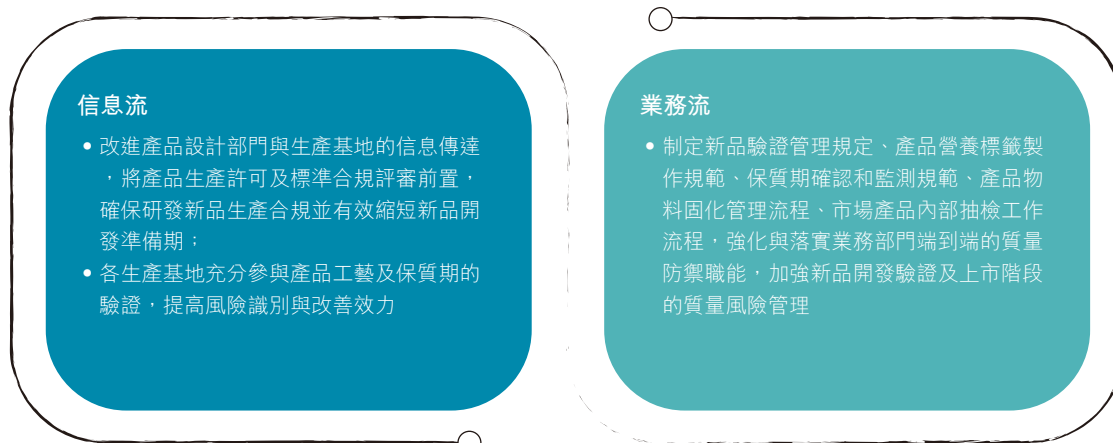 信息流
• 改進產品設計部門與生產基地的信息傳達
，將產品生產許可及標準合規評審前置，
確保研發新品生產合規並有效縮短新品開
發準備期；
• 各生產基地充分參與產品工藝及保質期的
驗證，提高風險識別與改善效力
業務流
• 制定新品驗證管理規定、產品營養標籤製
作規範、保質期確認和監測規範、產品物
料固化管理流程、市場產品內部抽檢工作
流程，強化與落實業務部門端到端的質量
防禦職能，加強新品開發驗證及上市階段
的質量風險管理